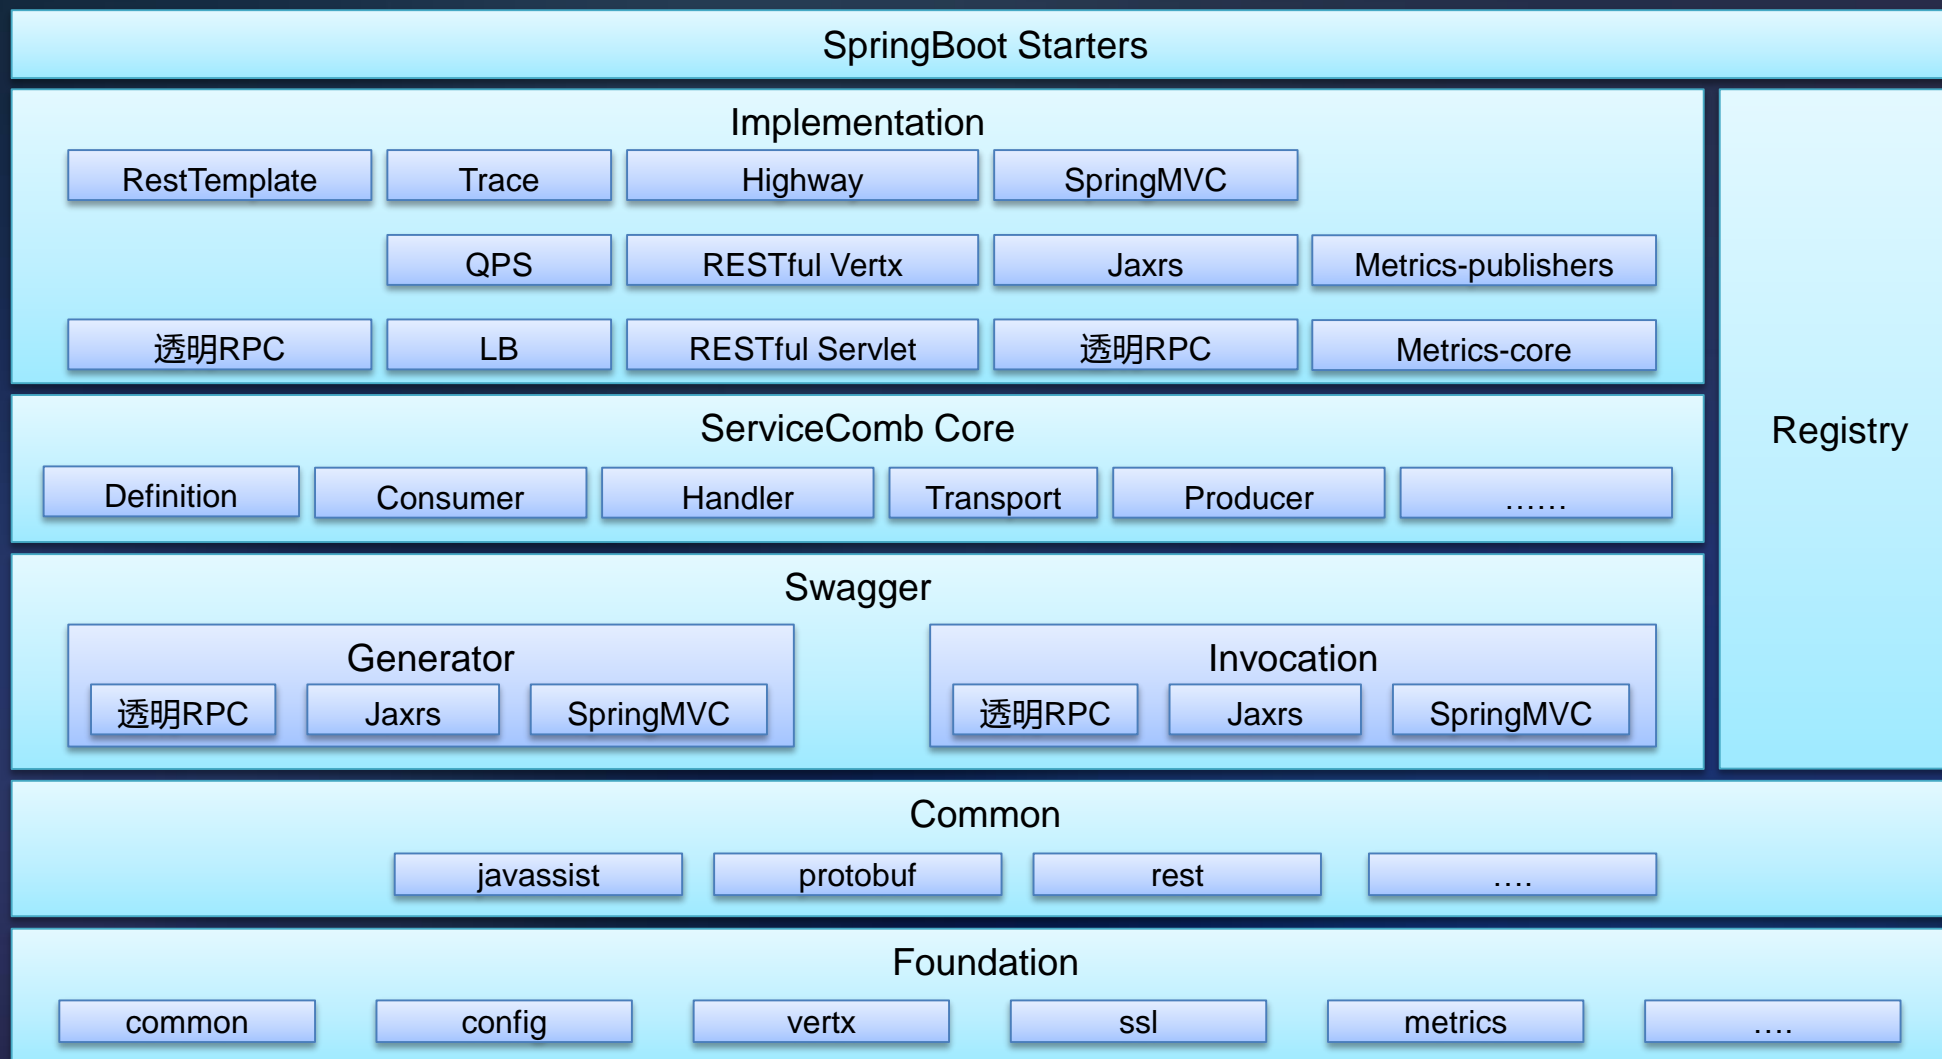 SpringBoot Starters
Implementation
RestTemplate
Trace
Highway
SpringMVC
QPS
RESTful Vertx
Jaxrs
Metrics-publishers
透明RPC
LB
RESTful Servlet
透明RPC
Metrics-core
Registry
ServiceComb Core
Definition
Consumer
Handler
Transport
Producer
……
Swagger
Generator
透明RPC
Jaxrs
SpringMVC
Invocation
透明RPC
Jaxrs
SpringMVC
Common
javassist
protobuf
rest
….
Foundation
common
config
vertx
ssl
metrics
….